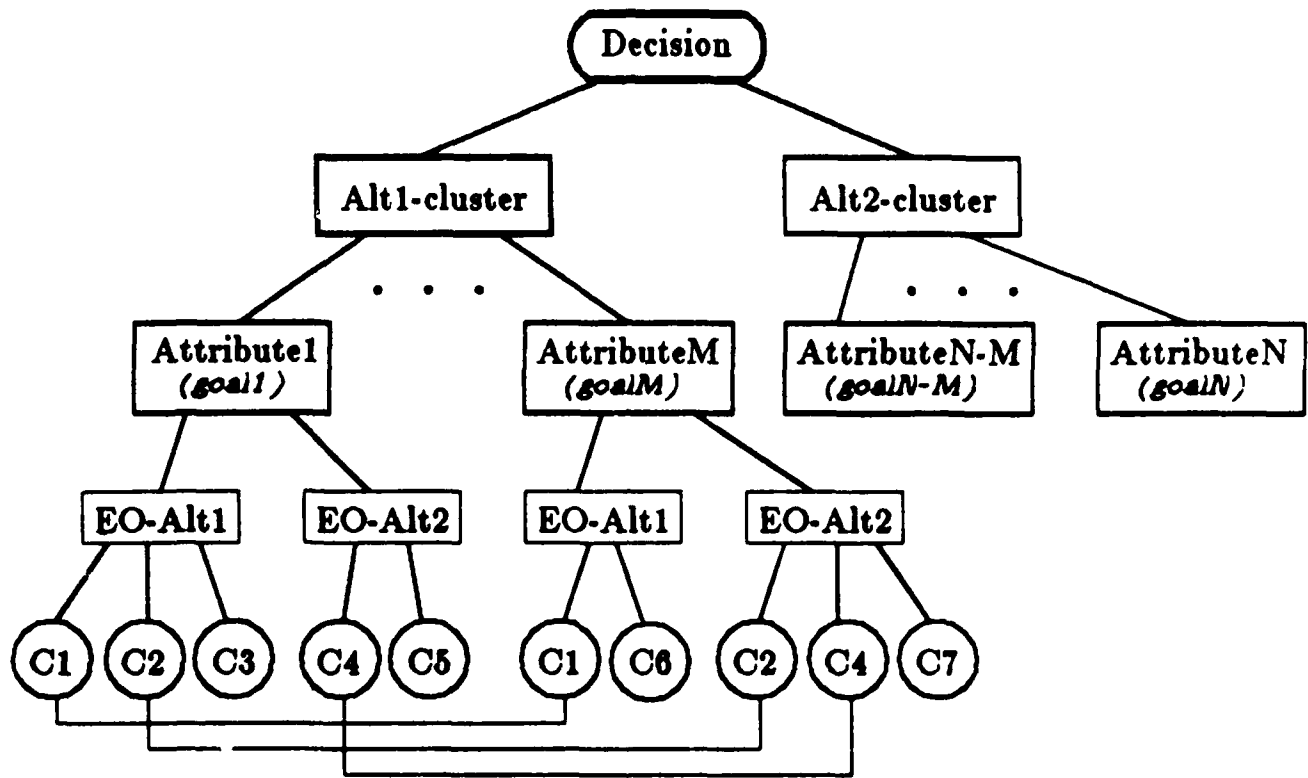 Decision
Alt1-cluster
Alt2-cluster
. . .
. . .
Attribute1
(goal1)
AttributeM
(goalM)
AttributeN-M
(goalN-M)
AttributeN
(goalN)
EO-Alt1
EO-Alt2
EO-Alt1
EO-Alt2
C1
C2
C3
C4
C5
C1
C6
C2
C4
C7